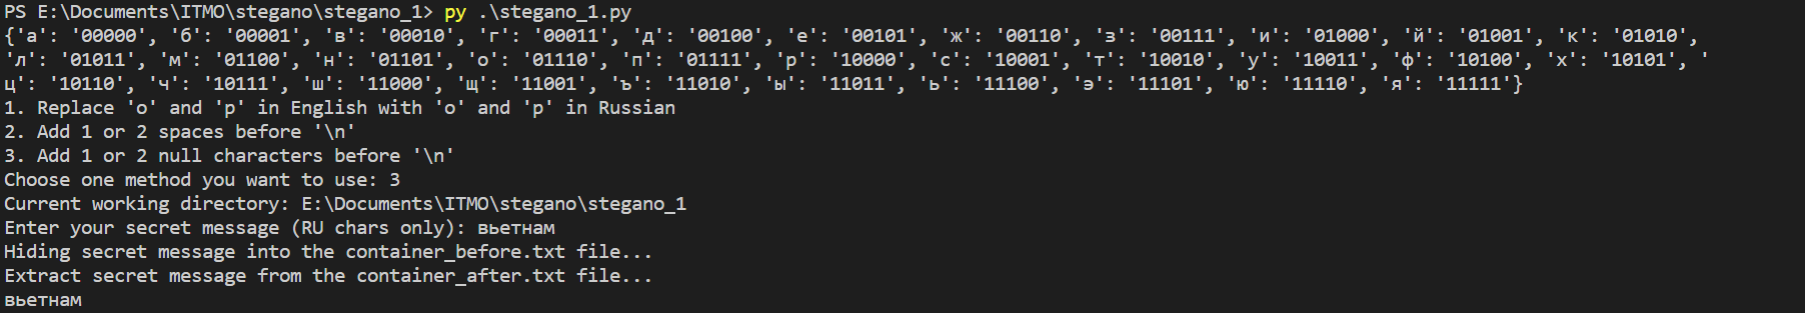 PS E:\Documents\ITMO\stegano\stegano_1> py .\stegano_1.py
{'а': '00000', 'б': '00001', 'в': '00010', 'г': '00011', 'д': '00100', 'е': '00101', 'ж': '00110', 'з': '00111', 'и': '01000', 'й': '01001', 'к': '01010',
'л': '01011', 'м': '01100', 'н': '01101', 'о': '01110', 'п': '01111', 'р': '10000', 'с': '10001', 'т': '10010', 'у': '10011', 'ф': '10100', 'х': '10101', '
ц': '10110', 'ч': '10111', 'ш': '11000', 'щ': '11001', 'ъ': '11010', 'ы': '11011', 'ь': '11100', 'э': '11101', 'ю': '11110', 'я': '11111'}
1. Replace 'o' and 'p' in English with 'о' and 'р' in Russian
2. Add 1 or 2 spaces before '\n'
3. Add 1 or 2 null characters before '\n'
Choose one method you want to use: 3
Current working directory: E:\Documents\ITMO\stegano\stegano_1
Enter your secret message (RU chars only): вьетнам
Hiding secret message into the container_before.txt file...
Extract secret message from the container_after.txt file...
вьетнам